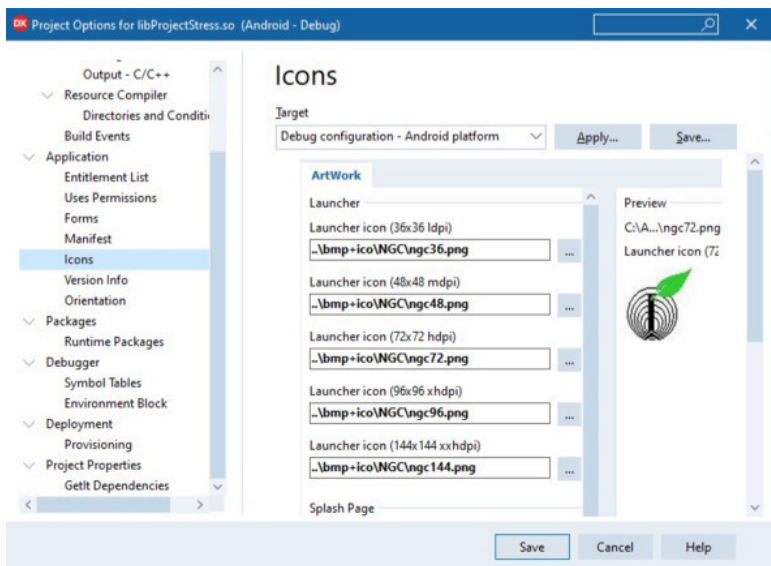 DX Project Options for libProjectStress.so (Android - Debug)
Output - C/C++
Resource Compiler
Directories and Conditi
Build Events
Application
Entitlement List
Uses Permissions
Forms
Manifest
Icons
Version Info
Orientation
Packages
Runtime Packages
Debugger
Symbol Tables
Environment Block
Deployment
Provisioning
Project Properties
GetIt Dependencies
Icons
Target
Debug configuration - Android platform
Apply...
Save...
ArtWork
Launcher
Launcher icon (36x36 ldpi)
..\bmp+ico\NGC\ngc36.png
...
Launcher icon (48x48 mdpi)
..\bmp+ico\NGC\ngc48.png
...
Launcher icon (72x72 hdpi)
..\bmp+ico\NGC\ngc72.png
...
Launcher icon (96x96 xhdpi)
..\bmp+ico\NGC\ngc96.png
...
Launcher icon (144x144 xxhdpi)
..\bmp+ico\NGC\ngc144.png
...
Splash Page
Preview
C:\A...\ngc72.png
Launcher icon (72
Save
Cancel
Help